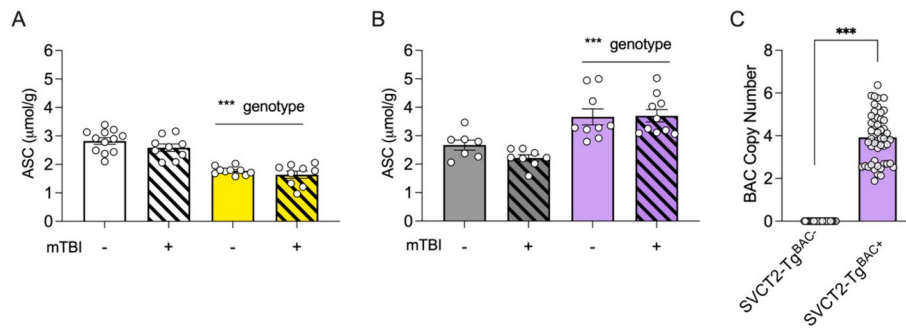 A
ASC (μmol/g)
6
5
4
3
2
1
0
*** genotype
mTBI - + - +
B
ASC (μmol/g)
6
5
4
3
2
1
0
*** genotype
mTBI - + - +
C
BAC Copy Number
8
6
4
2
0
***
SVCT2-Tg^BAC-
SVCT2-Tg^BAC+